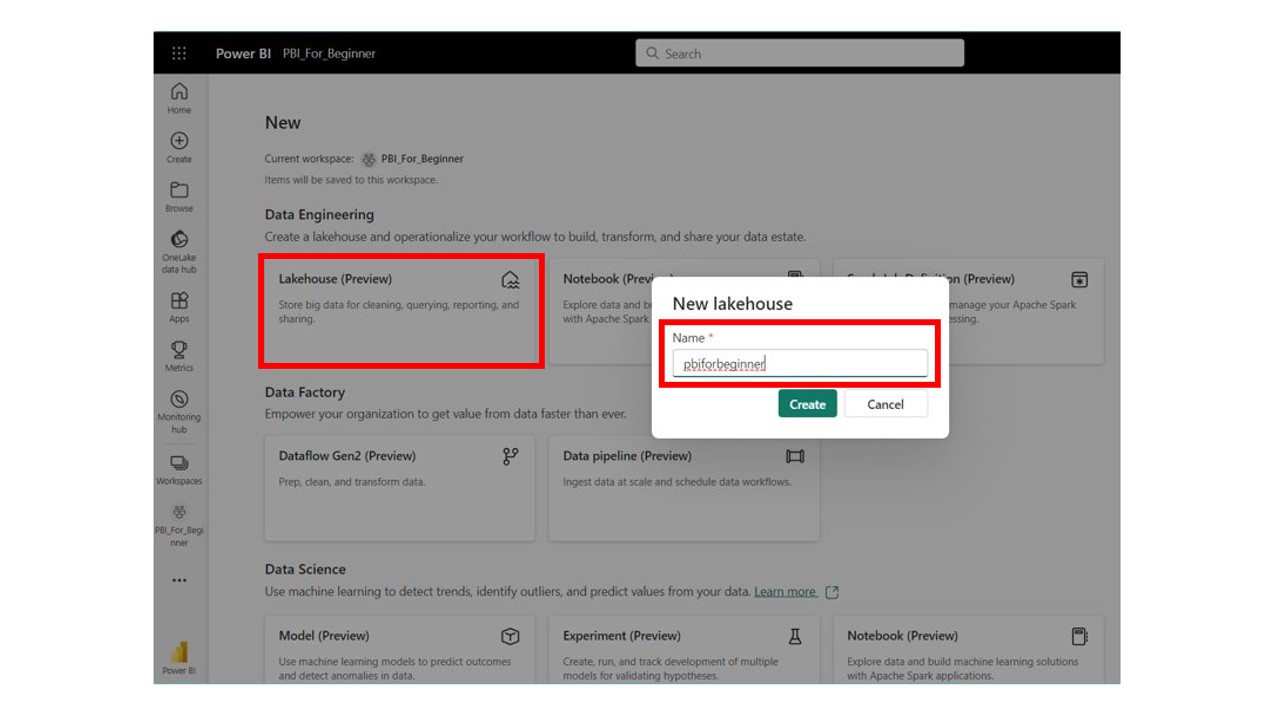 Power BI PBI_For_Beginner
Search
Home
Create
Browse
OneLake
data hub
Apps
Metrics
Monitoring
hub
Workspaces
PBI_For_Begi
nner
Power BI
New
Current workspace: PBI_For_Beginner
Items will be saved to this workspace.
Data Engineering
Create a lakehouse and operationalize your workflow to build, transform, and share your data estate.
Lakehouse (Preview)
Store big data for cleaning, querying, reporting, and
sharing.
Notebook
Explore data and
with Apache Spark
(Preview)
manage your Apache Spark
New lakehouse
Name *
pbiforbeginner
Create
Cancel
Data Factory
Empower your organization to get value from data faster than ever.
Dataflow Gen2 (Preview)
Prep, clean, and transform data.
Data pipeline (Preview)
Ingest data at scale and schedule data workflows.
Data Science
Use machine learning to detect trends, identify outliers, and predict values from your data. Learn more
Model (Preview)
Use machine learning models to predict outcomes
and detect anomalies in data.
Experiment (Preview)
Create, run, and track development of multiple
models for validating hypotheses.
Notebook (Preview)
Explore data and build machine learning solutions
with Apache Spark applications.